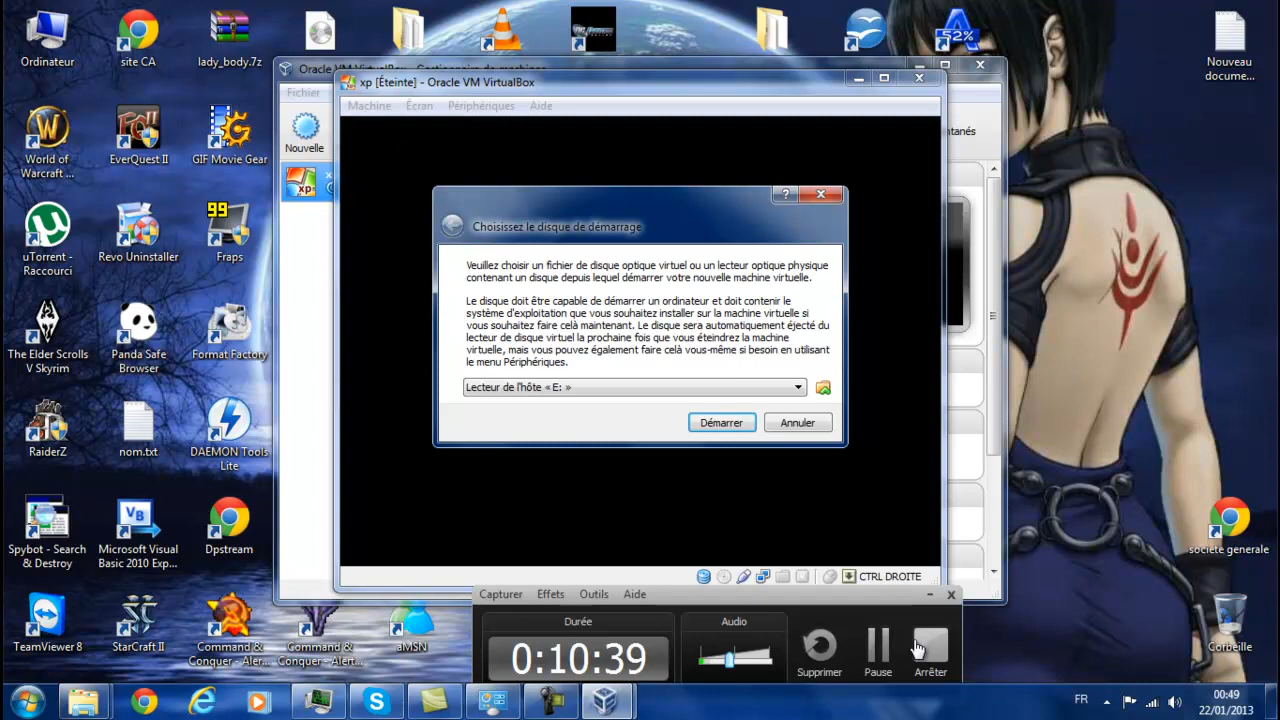 Ordinateur
site CA
lady_body.7z
52%
Nouveau
docume...
World of
Warcraft ...
EverQuest II
GIF Movie Gear
uTorrent -
Raccourci
Revo Uninstaller
99
Fraps
The Elder Scrolls
V Skyrim
Panda Safe
Browser
Format Factory
RaiderZ
nom.txt
DAEMON Tools
Lite
Spybot - Search
& Destroy
VB
Microsoft Visual
Basic 2010 Exp...
Dpstream
TeamViewer 8
StarCraft II
Command &
Conquer - Aler...
Command &
Conquer - Alert...
aMSN
societe generale
Corbeille
Oracle VM VirtualBox - Gestionnaire de machines
Fichier
Nouvelle
xp
ntanés
xp [Éteinte] - Oracle VM VirtualBox
Machine Écran Périphériques Aide
Choisissez le disque de démarrage
Veuillez choisir un fichier de disque optique virtuel ou un lecteur optique physique
contenant un disque depuis lequel démarrer votre nouvelle machine virtuelle.
Le disque doit être capable de démarrer un ordinateur et doit contenir le
système d'exploitation que vous souhaitez installer sur la machine virtuelle si
vous souhaitez faire celà maintenant. Le disque sera automatiquement éjecté du
lecteur de disque virtuel la prochaine fois que vous éteindrez la machine
virtuelle, mais vous pouvez également faire celà vous-même si besoin en utilisant
le menu Périphériques.
Lecteur de l'hôte « E: »
Démarrer Annuler
CTRL DROITE
Capturer Effets Outils Aide
Durée
0:10:39
Audio
Supprimer Pause Arrêter
FR
00:49
22/01/2013